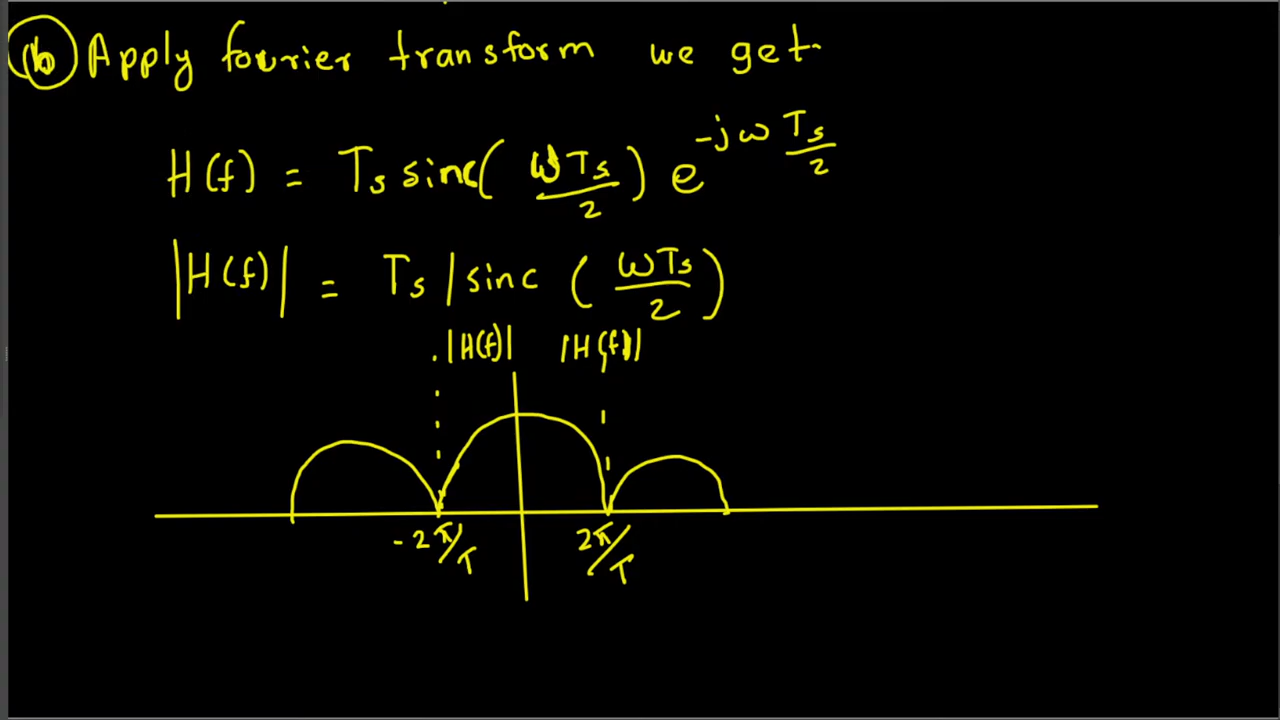 (b) Apply fourier transform we get
H(f) = Ts sinc( ωTs/2 ) e^(-jω Ts/2)
|H(f)| = Ts |sinc ( ωTs/2 )
|H(f)| |H(f)|
-2π/T 2π/T